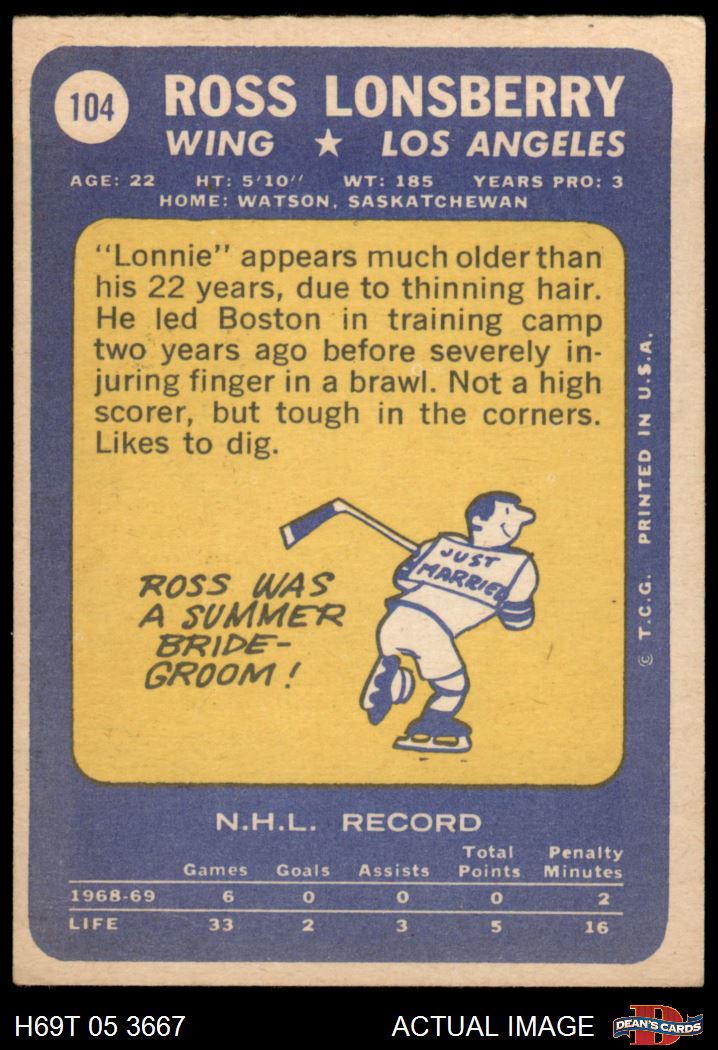 104
ROSS LONSBERRY
WING ★ LOS ANGELES
AGE: 22 HT: 5'10'' WT: 185 YEARS PRO: 3
HOME: WATSON, SASKATCHEWAN
“Lonnie” appears much older than
his 22 years, due to thinning hair.
He led Boston in training camp
two years ago before severely in-
juring finger in a brawl. Not a high
scorer, but tough in the corners.
Likes to dig.
JUST
MARRIED
ROSS WAS
A SUMMER
BRIDE-
GROOM!
© T.C.G. PRINTED IN U.S.A.
N.H.L. RECORD
Games Goals Assists Total Points Penalty Minutes
1968-69 6 0 0 0 2
LIFE 33 2 3 5 16
H69T 05 3667 ACTUAL IMAGE DEAN'S CARDS